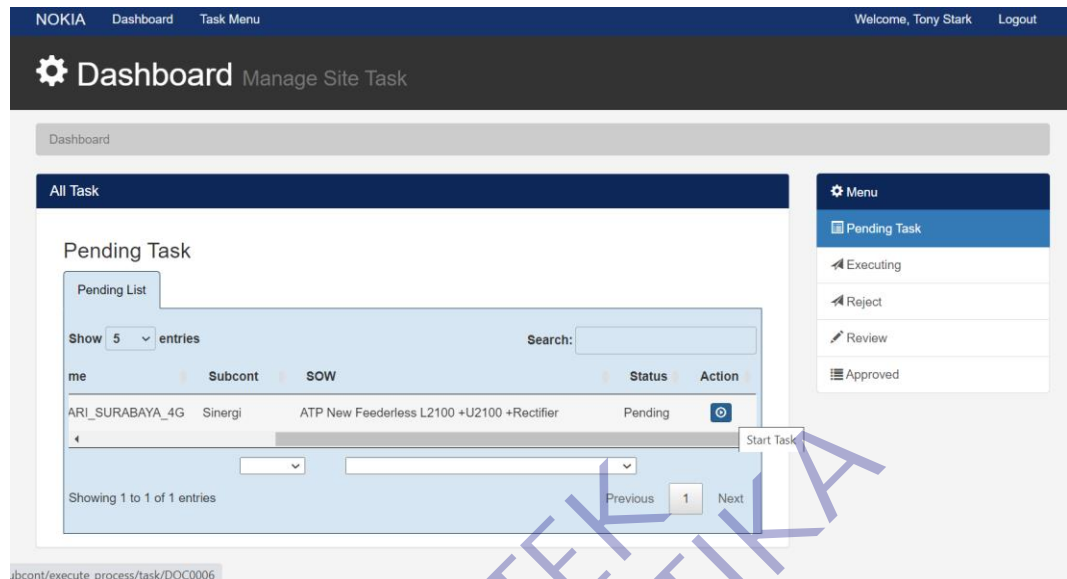 NOKIA Dashboard Task Menu Welcome, Tony Stark Logout
Dashboard Manage Site Task
Dashboard
All Task
Pending Task
Pending List
Show 5 entries Search:
me Subcont SOW Status Action
ARI_SURABAYA_4G Sinergi ATP New Feederless L2100 +U2100 +Rectifier Pending
Start Task
Showing 1 to 1 of 1 entries Previous 1 Next
Menu
Pending Task
Executing
Reject
Review
Approved
ubcont/execute_process/task/DOC0006
TEK
TIKA